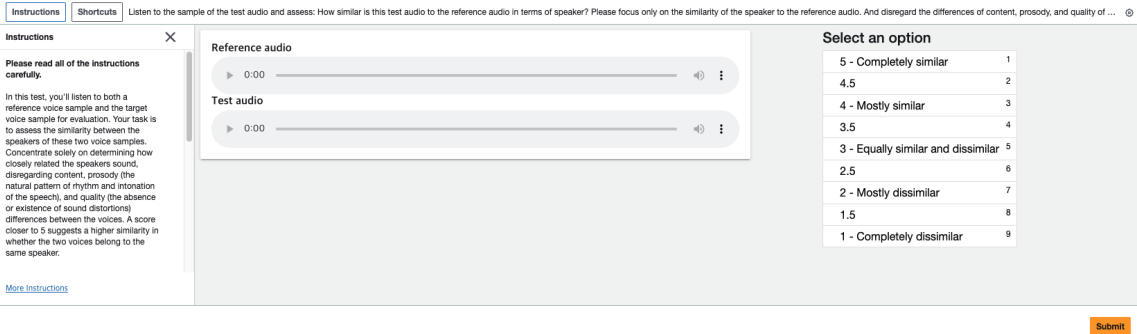 Instructions
Shortcuts
Listen to the sample of the test audio and assess: How similar is this test audio to the reference audio in terms of speaker? Please focus only on the similarity of the speaker to the reference audio. And disregard the differences of content, prosody, and quality of ...
Instructions
Please read all of the instructions
carefully.
In this test, you'll listen to both a
reference voice sample and the target
voice sample for evaluation. Your task is
to assess the similarity between the
speakers of these two voice samples.
Concentrate solely on determining how
closely related the speakers sound,
disregarding content, prosody (the
natural pattern of rhythm and intonation
of the speech), and quality (the absence
or existence of sound distortions)
differences between the voices. A score
closer to 5 suggests a higher similarity in
whether the two voices belong to the
same speaker.
More Instructions
Reference audio
0:00
Test audio
0:00
Select an option
5 - Completely similar 1
4.5 2
4 - Mostly similar 3
3.5 4
3 - Equally similar and dissimilar 5
2.5 6
2 - Mostly dissimilar 7
1.5 8
1 - Completely dissimilar 9
Submit